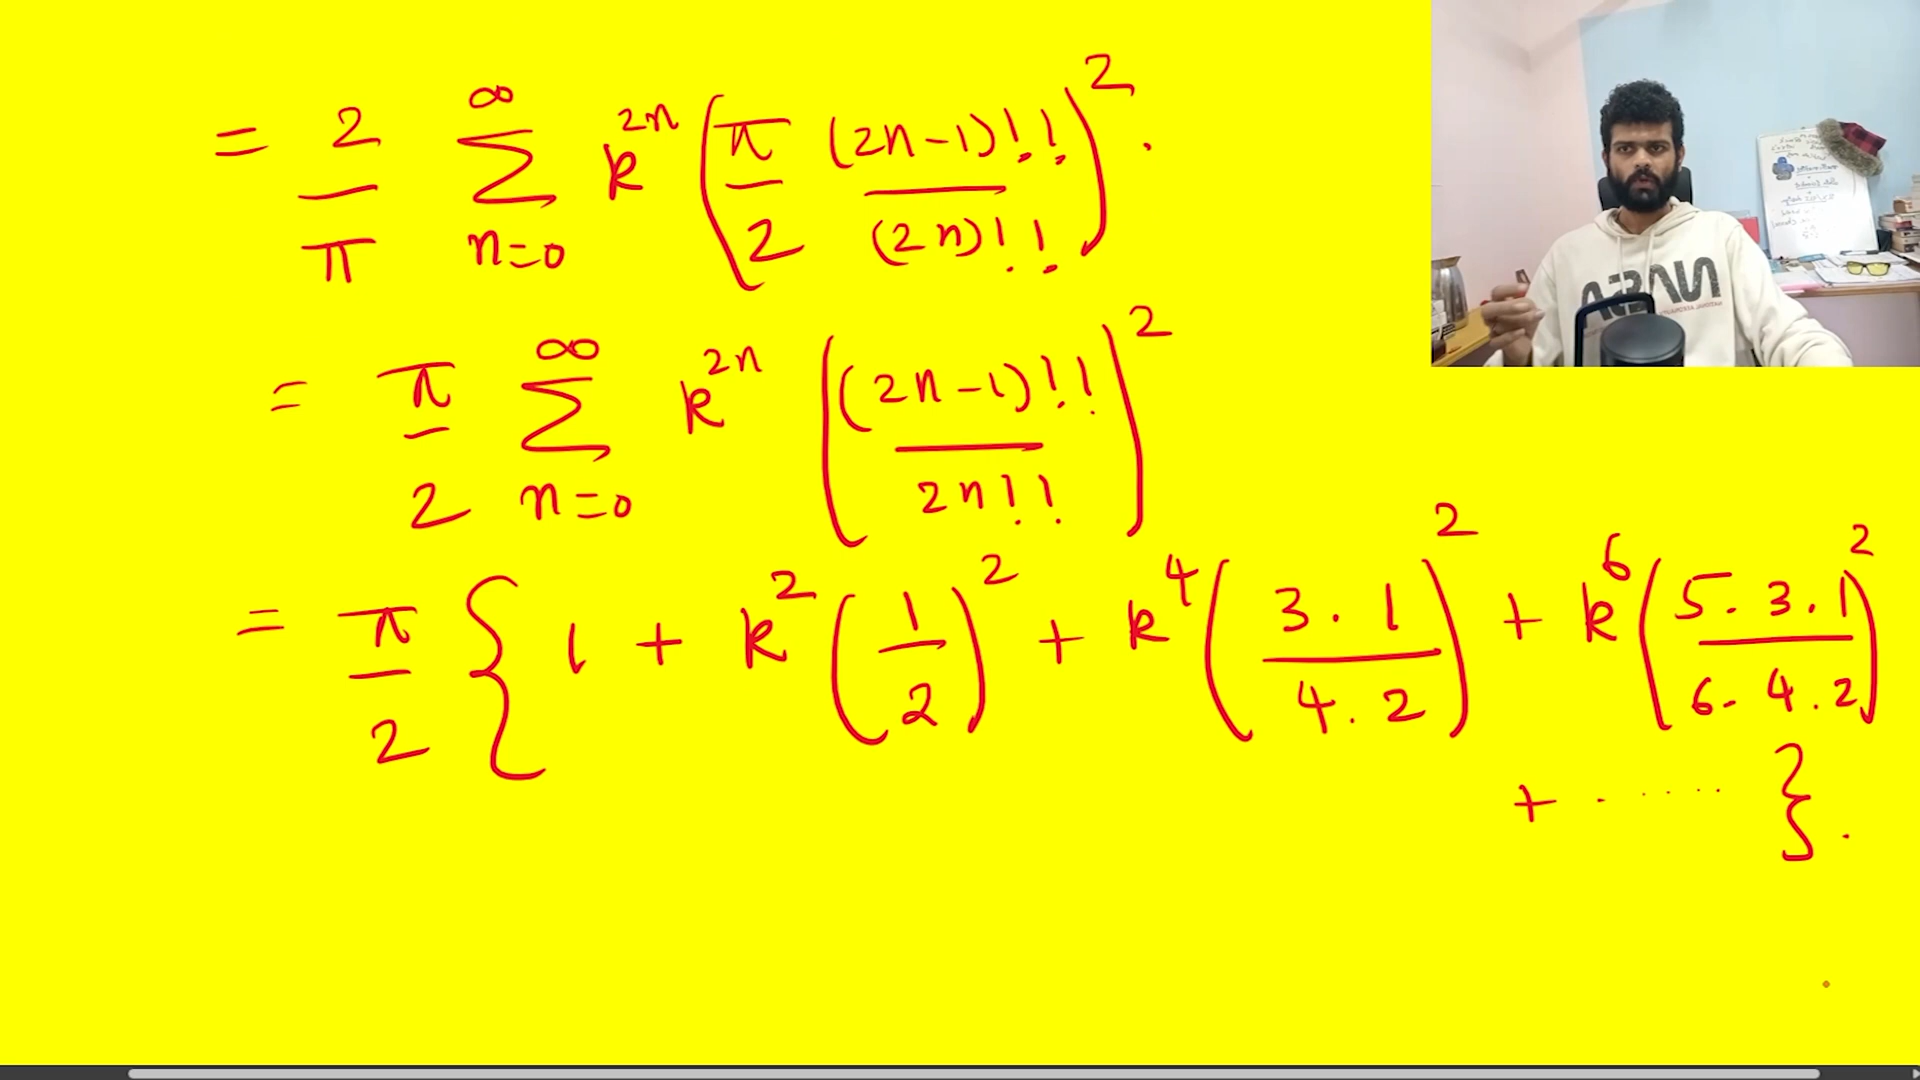 = 2/π ∑_{n=0}^{∞} k^{2n} (π/2 (2n-1)!!/(2n)!!)^2 .
= π/2 ∑_{n=0}^{∞} k^{2n} ((2n-1)!!/2n!!)^2
= π/2 { 1 + k^2 (1/2)^2 + k^4 (3.1/4.2)^2 + k^6 (5.3.1/6.4.2)^2
+ ...... } .
NASA